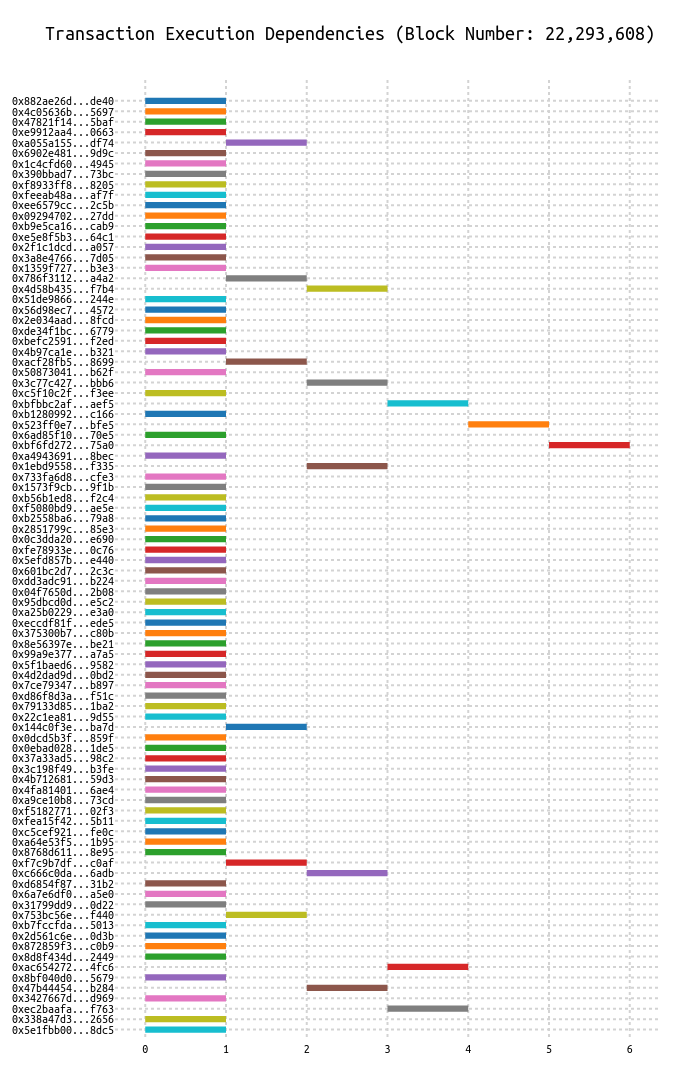 Transaction Execution Dependencies (Block Number: 22,293,608)
0x882ae26d...de40
0x4c05636b...5697
0x47821f14...5baf
0xe9912aa4...0663
0xa055a155...df74
0x6902e481...9d9c
0x1c4cfd60...4945
0x390bbad7...73bc
0xf8933ff8...8205
0xfeeab48a...af7f
0xee6579cc...2c5b
0x09294702...27dd
0xb9e5ca16...cab9
0xe5e8f5b3...64c1
0x2f1c1dcd...a057
0x3a8e4766...7d05
0x1359f727...b3e3
0x786f3112...a4a2
0x4d58b435...f7b4
0x51de9866...244e
0x56d98ec7...4572
0x2e034aad...8fcd
0xde34f1bc...6779
0xbefc2591...f2ed
0x4b97ca1e...b321
0xacf28fb5...8699
0x50873041...b62f
0x3c77c427...bbb6
0xc5f10c2f...f3ee
0xbfbbc2af...aef5
0xb1280992...c166
0x523ff0e7...bfe5
0x6ad85f10...70e5
0xbf6fd272...75a0
0xa4943691...8bec
0x1ebd9558...f335
0x733fa6d8...cfe3
0x1573f9cb...9f1b
0xb56b1ed8...f2c4
0xf5080bd9...ae5e
0xb2558ba6...79a8
0x2851799c...85e3
0x0c3dda20...e690
0xfe78933e...0c76
0x5efd857b...e440
0x601bc2d7...2c3c
0xdd3adc91...b224
0x04f7650d...2b08
0x95dbcd0d...e5c2
0xa25b0229...e3a0
0xeccdf81f...ede5
0x375300b7...c80b
0x8e56397e...be21
0x99a9e377...a7a5
0x5f1baed6...9582
0x4d2dad9d...0bd2
0x7ce79347...b897
0xd86f8d3a...f51c
0x79133d85...1ba2
0x22c1ea81...9d55
0x144c0f3e...ba7d
0x0dcd5b3f...859f
0x0ebad028...1de5
0x37a33ad5...98c2
0x3c198f49...b3fe
0x4b712681...59d3
0x4fa81401...6ae4
0xa9ce10b8...73cd
0xf5182771...02f3
0xfea15f42...5b11
0xc5cef921...fe0c
0xa64e53f5...1b95
0x8768d611...8e95
0xf7c9b7df...c0af
0xc666c0da...6adb
0xd6854f87...31b2
0x6a7e6df0...a5e0
0x31799dd9...0d22
0x753bc56e...f440
0xb7fccfda...5013
0x2d561c6e...0d3b
0x872859f3...c0b9
0x8d8f434d...2449
0xac654272...4fc6
0x8bf040d0...5679
0x47b44454...b284
0x3427667d...d969
0xec2baafa...f763
0x338a47d3...2656
0x5e1fbb00...8dc5
0 1 2 3 4 5 6